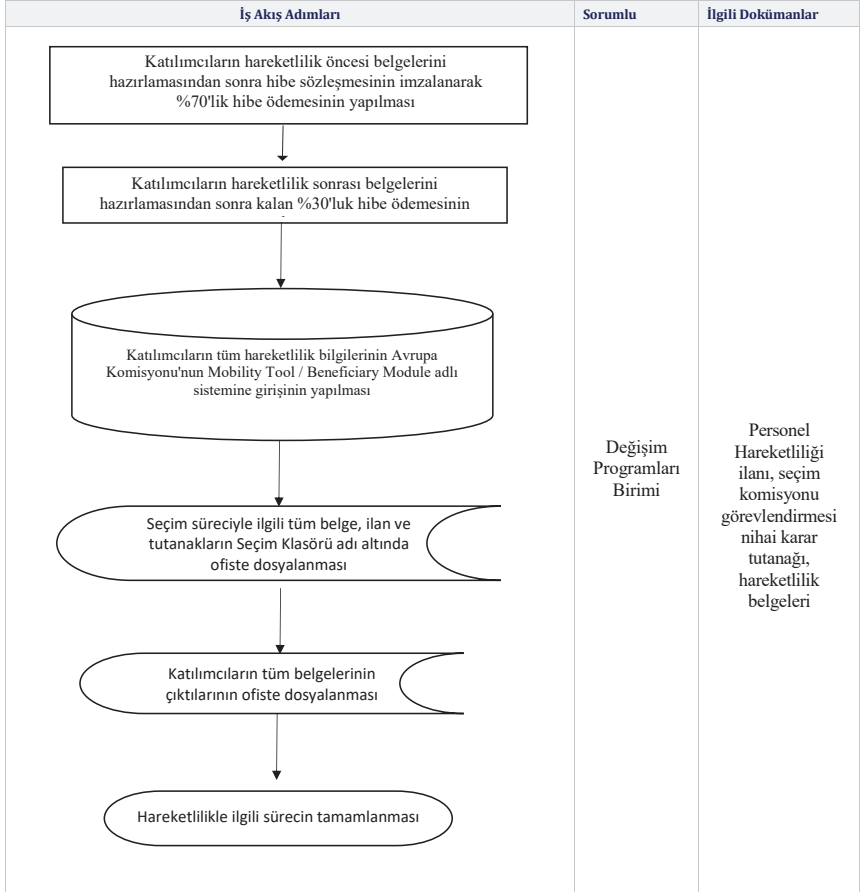 İş Akış Adımları
Sorumlu
İlgili Dokümanlar
Katılımcıların hareketlilik öncesi belgelerini
hazırlamasından sonra hibe sözleşmesinin imzalanarak
%70'lik hibe ödemesinin yapılması
Katılımcıların hareketlilik sonrası belgelerini
hazırlamasından sonra kalan %30'luk hibe ödemesinin
Katılımcıların tüm hareketlilik bilgilerinin Avrupa
Komisyonu'nun Mobility Tool / Beneficiary Module adlı
sistemine girişinin yapılması
Seçim süreciyle ilgili tüm belge, ilan ve
tutanakların Seçim Klasörü adı altında
ofiste dosyalanması
Katılımcıların tüm belgelerinin
çıktılarının ofiste dosyalanması
Hareketlilikle ilgili sürecin tamamlanması
Değişim
Programları
Birimi
Personel
Hareketliliği
ilanı, seçim
komisyonu
görevlendirmesi
nihai karar
tutanağı,
hareketlilik
belgeleri